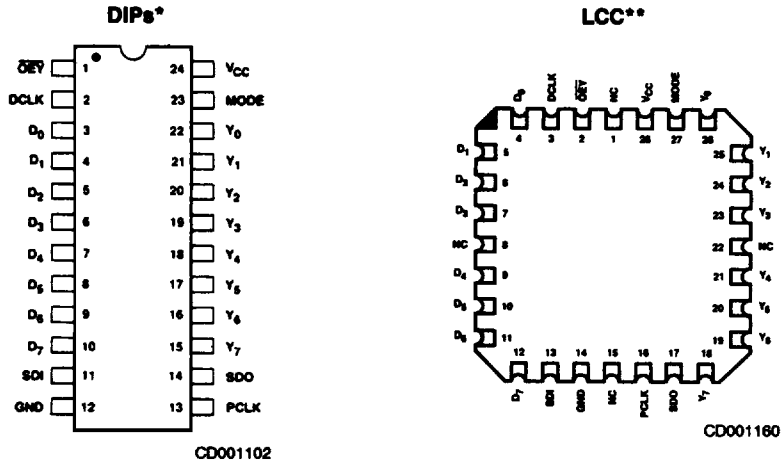 DIPs*
O̅E̅Y̅ 1 24 V_CC
DCLK 2 23 MODE
D₀ 3 22 Y₀
D₁ 4 21 Y₁
D₂ 5 20 Y₂
D₃ 6 19 Y₃
D₄ 7 18 Y₄
D₅ 8 17 Y₅
D₆ 9 16 Y₆
D₇ 10 15 Y₇
SDI 11 14 SDO
GND 12 13 PCLK
CD001102
LCC**
D₀ DCLK O̅E̅Y̅ NC V_CC MODE Y₀
4 3 2 1 28 27 26
D₁ 5 25 Y₁
D₂ 6 24 Y₂
D₃ 7 23 Y₃
NC 8 22 NC
D₄ 9 21 Y₄
D₅ 10 20 Y₅
D₆ 11 19 Y₆
12 13 14 15 16 17 18
D₇ SDI GND NC PCLK SDO Y₇
CD001160